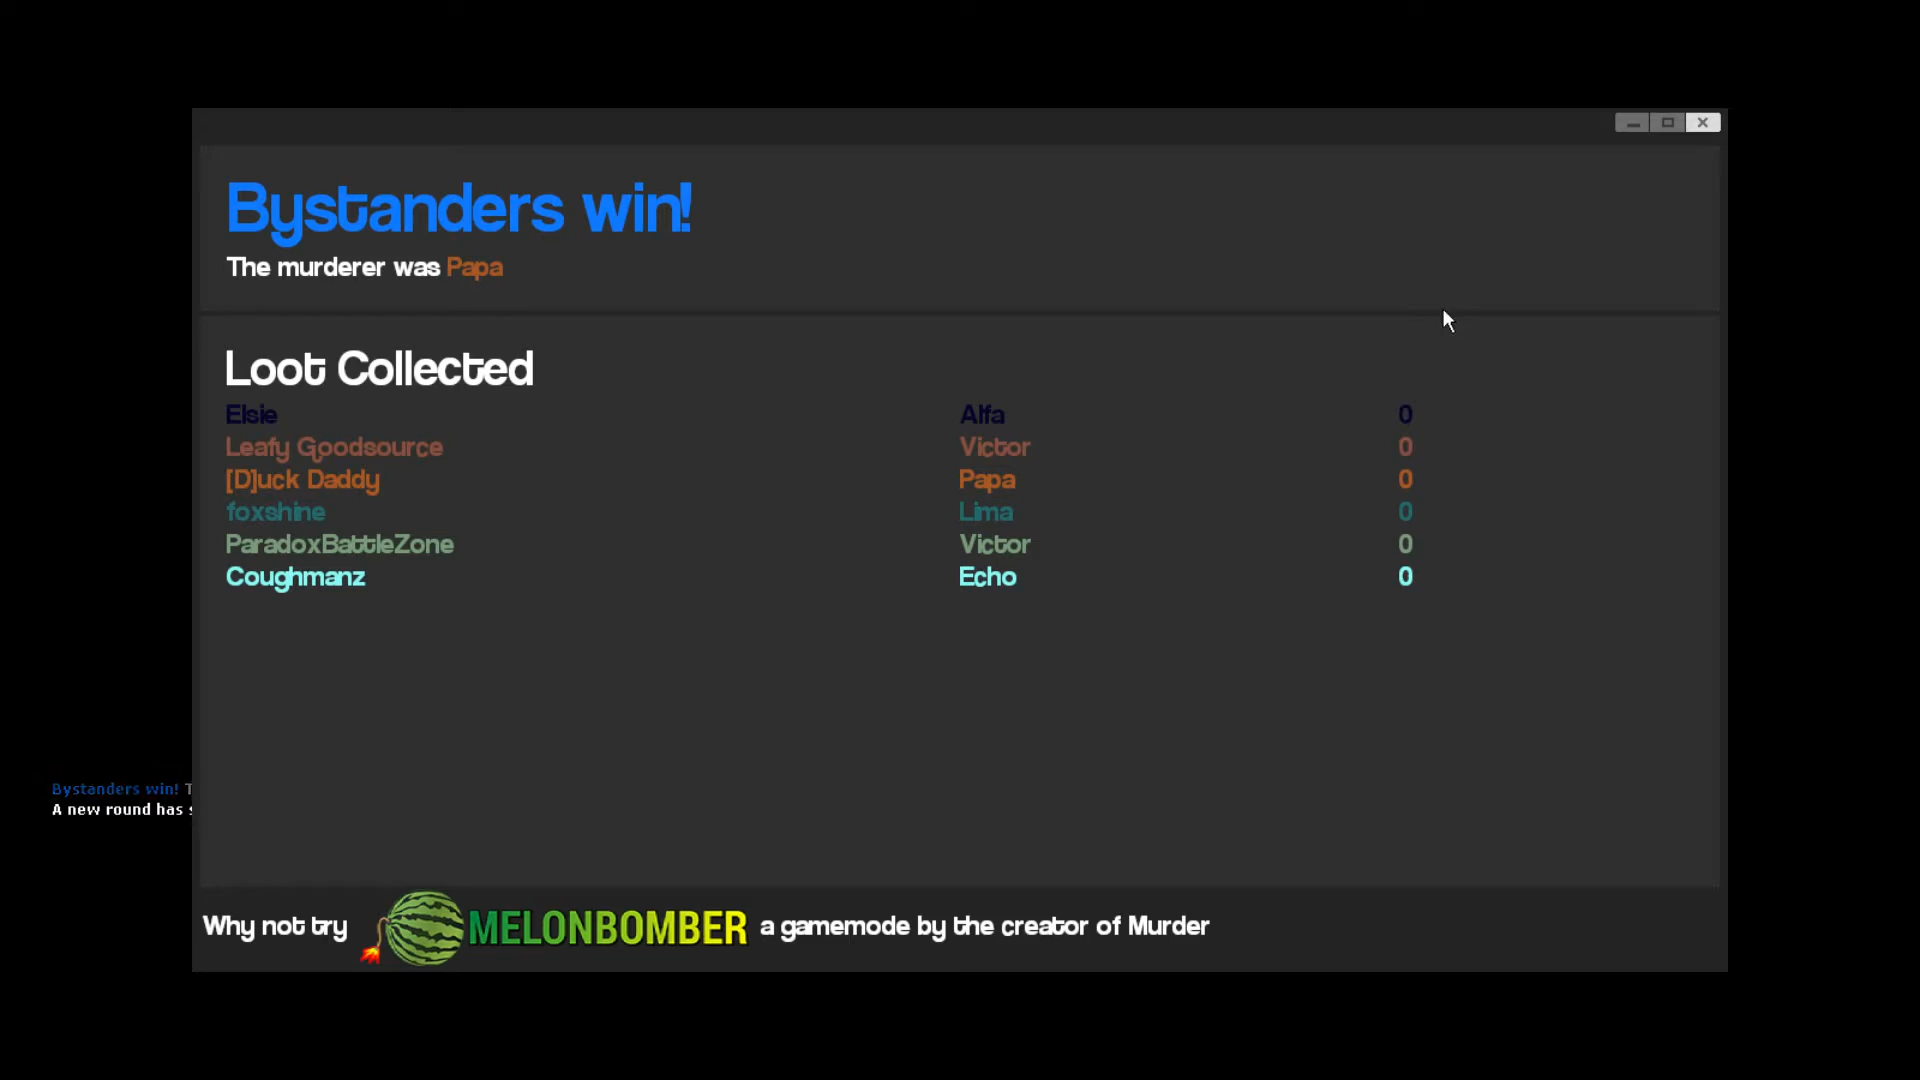 Bystanders win!
The murderer was Papa
Loot Collected
Elsie Alfa 0
Leafy Goodsource Victor 0
[D]uck Daddy Papa 0
foxshine Lima 0
ParadoxBattleZone Victor 0
Coughmanz Echo 0
Bystanders win! T
A new round has s
Why not try MELONBOMBER a gamemode by the creator of Murder